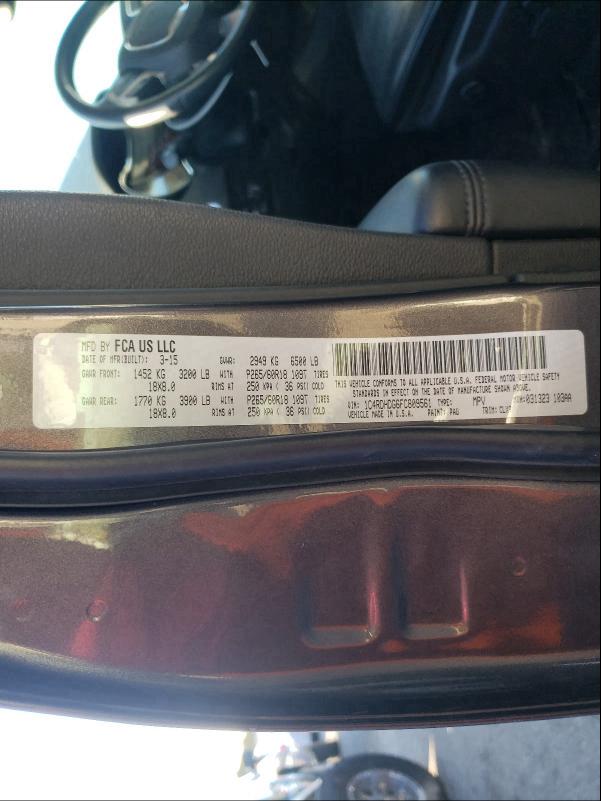 MFD BY FCA US LLC
DATE OF MFR(BUILT): 3-15 GVWR: 2949 KG 6500 LB
GAWR FRONT: 1452 KG 3200 LB WITH P265/60R18 109T TIRES
18X8.0 RIMS AT 250 KPA( 36 PSI) COLD
GAWR REAR: 1770 KG 3900 LB WITH P265/60R18 109T TIRES
18X8.0 RIMS AT 250 KPA( 36 PSI) COLD
THIS VEHICLE CONFORMS TO ALL APPLICABLE U.S.A. FEDERAL MOTOR VEHICLE SAFETY
STANDARDS IN EFFECT ON THE DATE OF MANUFACTURE SHOWN ABOVE.
VIN: 1C4RDHDG6FC809561 TYPE: MPV 031323 103AA
VEHICLE MADE IN U.S.A. PAINT: PAU TRIM: